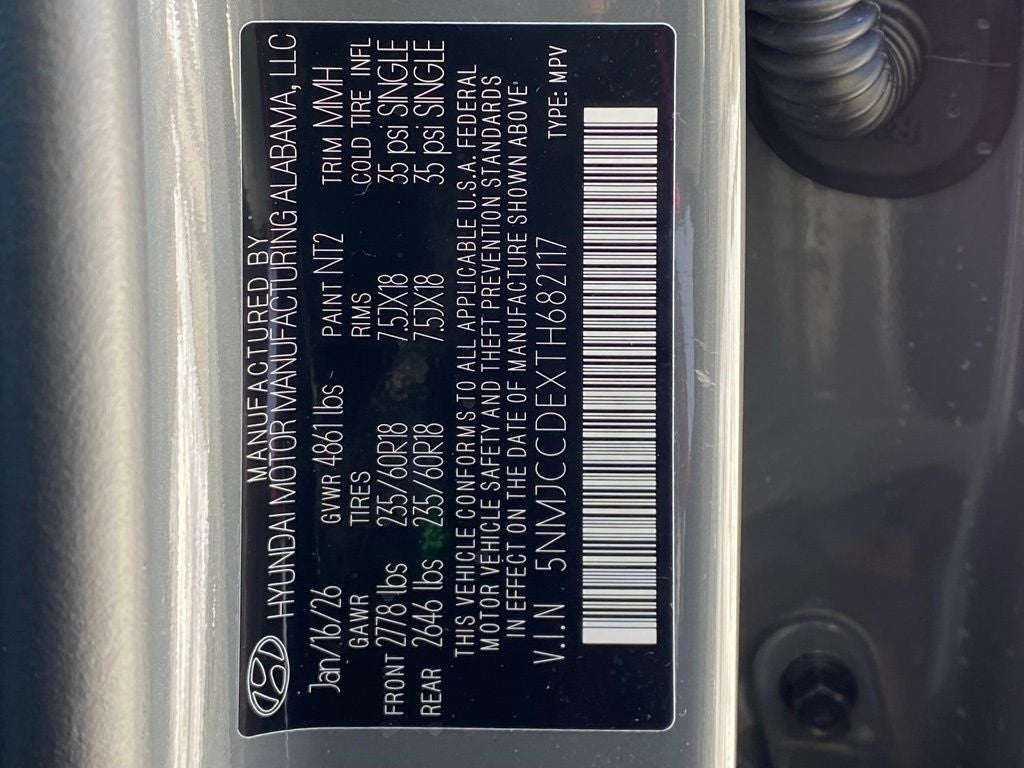 MANUFACTURED BY
HYUNDAI MOTOR MANUFACTURING ALABAMA, LLC
Jan/16/26 GVWR 4861 lbs PAINT NT2 TRIM MMH
GAWR TIRES RIMS COLD TIRE INFL
FRONT 2778 lbs 235/60R18 7.5JX18 35 psi SINGLE
REAR 2646 lbs 235/60R18 7.5JX18 35 psi SINGLE
THIS VEHICLE CONFORMS TO ALL APPLICABLE U.S.A. FEDERAL
MOTOR VEHICLE SAFETY AND THEFT PREVENTION STANDARDS
IN EFFECT ON THE DATE OF MANUFACTURE SHOWN ABOVE
V.I.N 5NMJCCDEXTH682117 TYPE: MPV